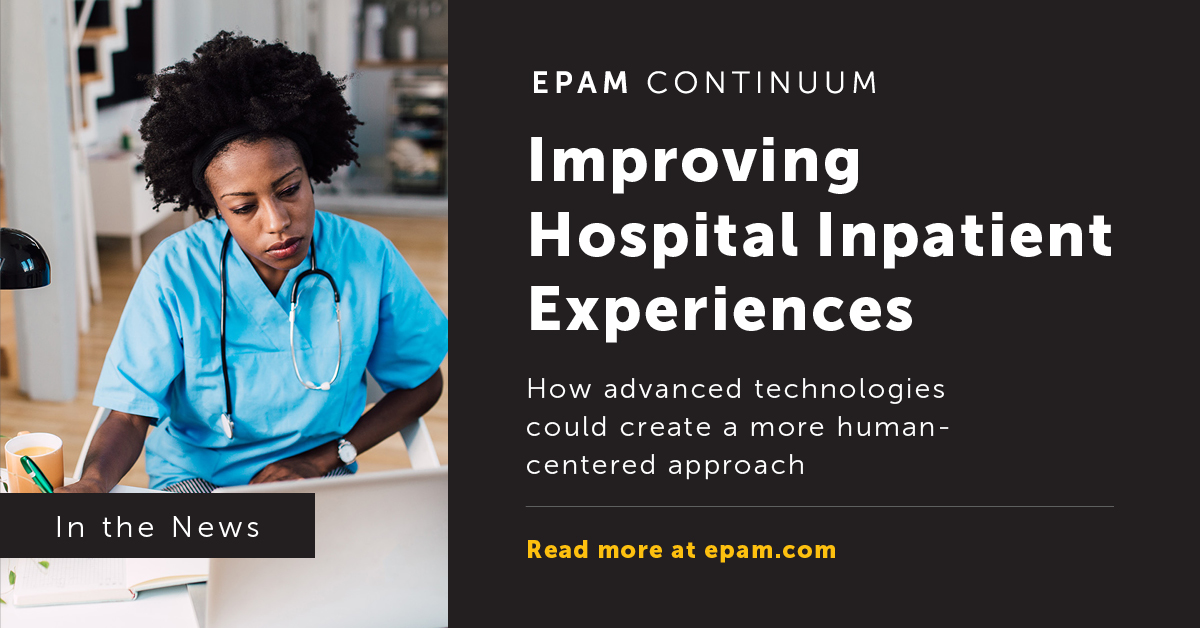 EPAM CONTINUUM
Improving
Hospital Inpatient
Experiences
How advanced technologies
could create a more human-
centered approach
Read more at epam.com
In the News